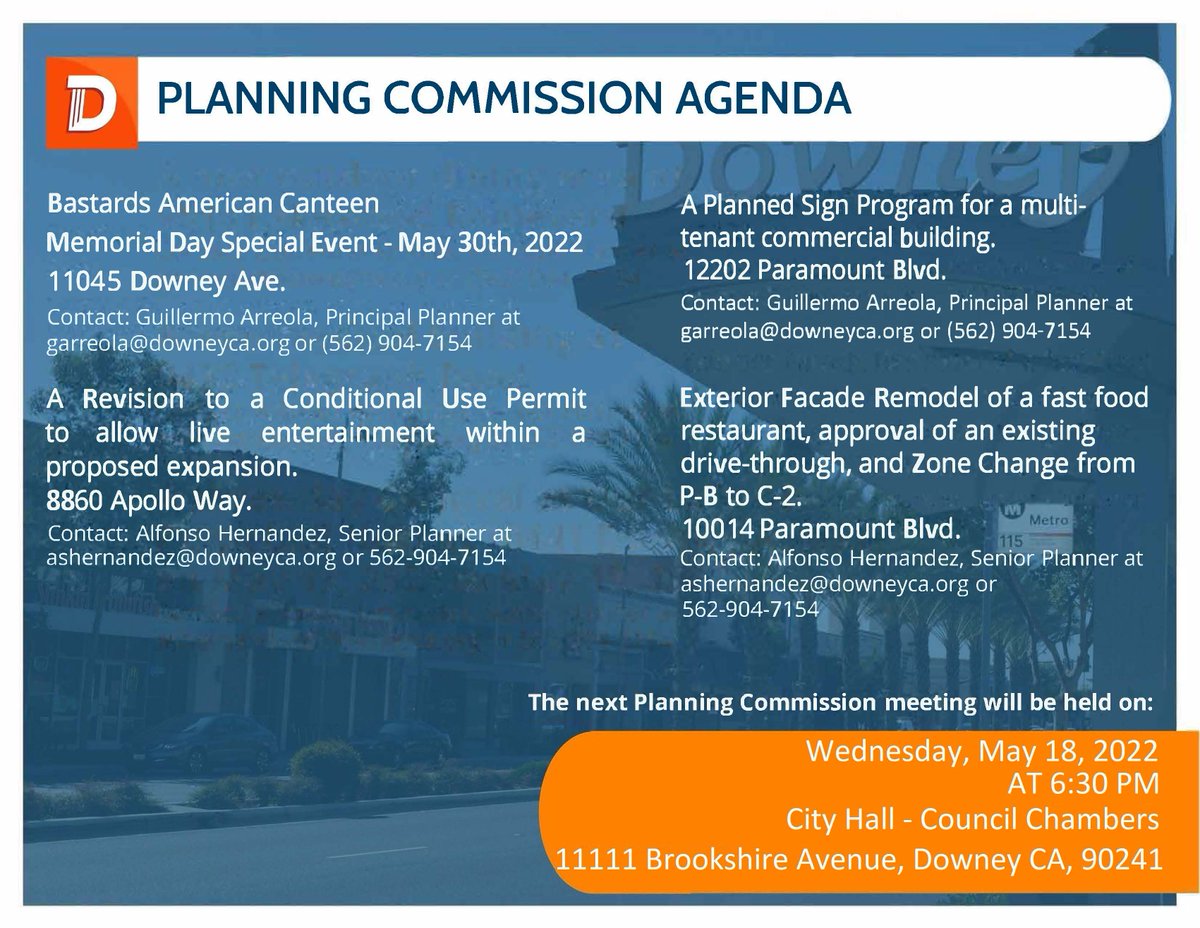 D
PLANNING COMMISSION AGENDA
Downey
Bastards American Canteen
Memorial Day Special Event - May 30th, 2022
11045 Downey Ave.
Contact: Guillermo Arreola, Principal Planner at
garreola@downeyca.org or (562) 904-7154
A Revision to a Conditional Use Permit
to allow live entertainment within a
proposed expansion.
8860 Apollo Way.
Contact: Alfonso Hernandez, Senior Planner at
ashernandez@downeyca.org or 562-904-7154
A Planned Sign Program for a multi-
tenant commercial building.
12202 Paramount Blvd.
Contact: Guillermo Arreola, Principal Planner at
garreola@downeyca.org or (562) 904-7154
Exterior Facade Remodel of a fast food
restaurant, approval of an existing
drive-through, and Zone Change from
P-B to C-2.
10014 Paramount Blvd.
Contact: Alfonso Hernandez, Senior Planner at
ashernandez@downeyca.org or
562-904-7154
M Metro
115
The next Planning Commission meeting will be held on:
Wednesday, May 18, 2022
AT 6:30 PM
City Hall - Council Chambers
11111 Brookshire Avenue, Downey CA, 90241